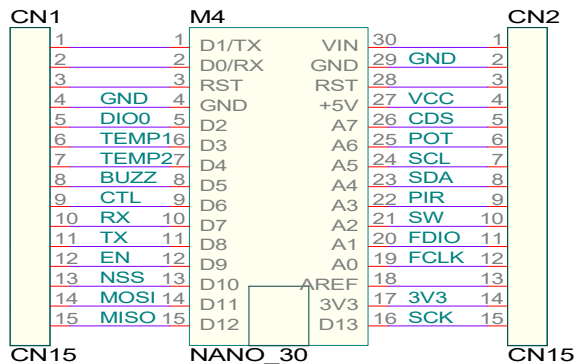 CN1 M4 CN2
1 1 D1/TX VIN 30 1
2 2 D0/RX GND 29 GND 2
3 3 RST RST 28 3
4 GND 4 GND +5V 27 VCC 4
5 DIO0 5 D2 A7 26 CDS 5
6 TEMP1 6 D3 A6 25 POT 6
7 TEMP2 7 D4 A5 24 SCL 7
8 BUZZ 8 D5 A4 23 SDA 8
9 CTL 9 D6 A3 22 PIR 9
10 RX 10 D7 A2 21 SW 10
11 TX 11 D8 A1 20 FDIO 11
12 EN 12 D9 A0 19 FCLK 12
13 NSS 13 D10 AREF 18 13
14 MOSI 14 D11 3V3 17 3V3 14
15 MISO 15 D12 D13 16 SCK 15
CN15 NANO_30 CN15